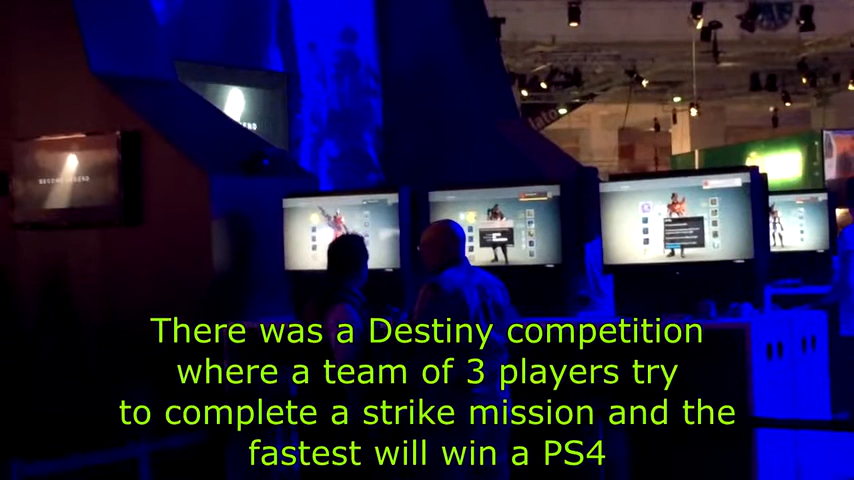 There was a Destiny competition
where a team of 3 players try
to complete a strike mission and the
fastest will win a PS4